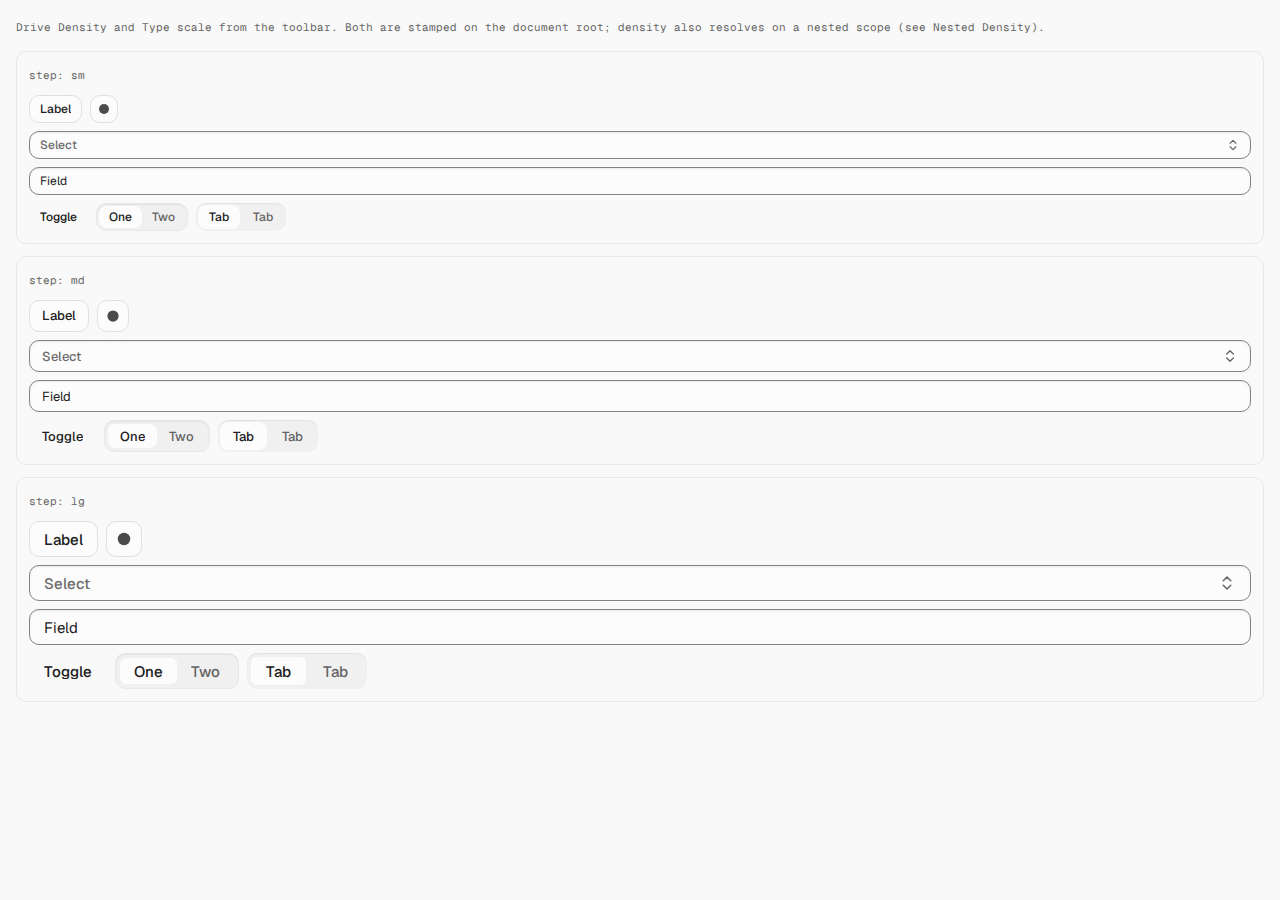 Drive Density and Type scale from the toolbar. Both are stamped on the document root; density also resolves on a nested scope (see Nested Density).
step: sm
Label
Select
Field
Toggle One Two Tab Tab
step: md
Label
Select
Field
Toggle One Two Tab Tab
step: lg
Label
Select
Field
Toggle One Two Tab Tab